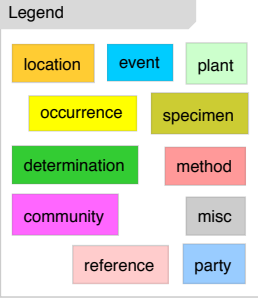 Legend
location event plant
occurrence specimen
determination method
community misc
reference party